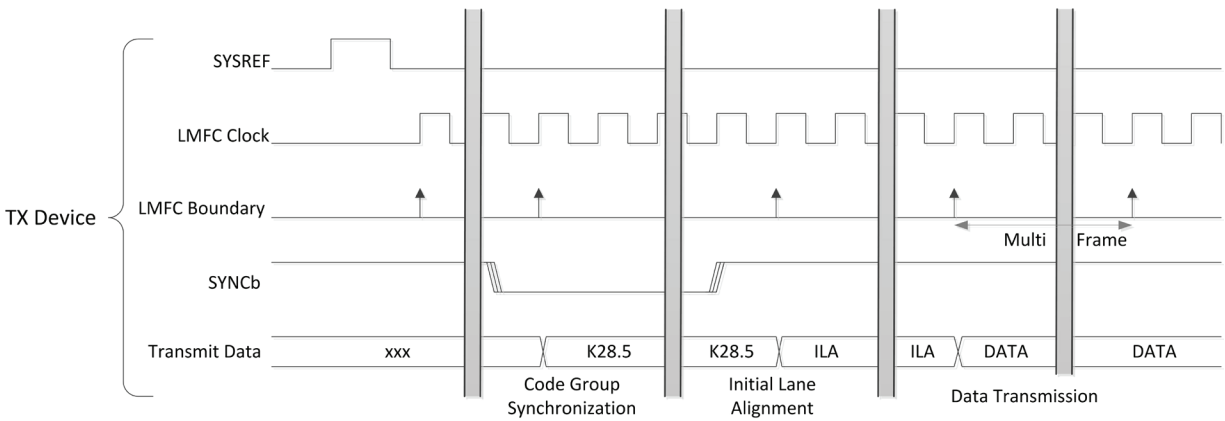 SYSREF
LMFC Clock
TX Device
LMFC Boundary
Multi Frame
SYNCb
Transmit Data
xxx
K28.5
K28.5
ILA
ILA
DATA
DATA
Code Group
Synchronization
Initial Lane
Alignment
Data Transmission